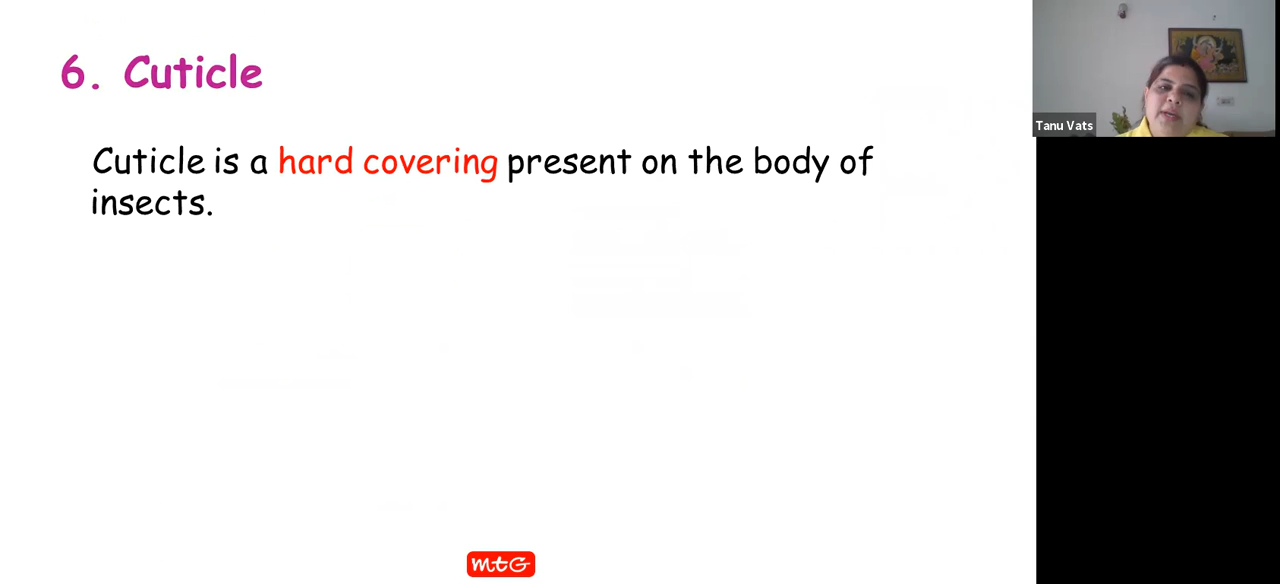 6. Cuticle
Cuticle is a hard covering present on the body of
insects.
Tanu Vats
mtG